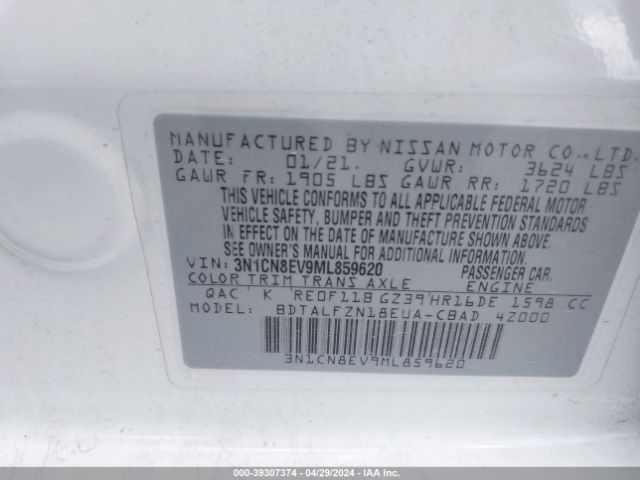 MANUFACTURED BY NISSAN MOTOR CO., LTD.
DATE: 01/21. GVWR: 3624 LBS
GAWR FR: 1905 LBS GAWR RR: 1720 LBS
THIS VEHICLE CONFORMS TO ALL APPLICABLE FEDERAL MOTOR
VEHICLE SAFETY, BUMPER AND THEFT PREVENTION STANDARDS
IN EFFECT ON THE DATE OF MANUFACTURE SHOWN ABOVE.
SEE OWNER'S MANUAL FOR ADDITIONAL INFORMATION.
VIN: 3N1CN8EV9ML859620 PASSENGER CAR.
COLOR TRIM TRANS AXLE ENGINE
QAC K RE0F11B GZ39 HR16DE 1598 CC
MODEL: BDTALFZN18EUA-CBAD 4Z000
3N1CN8EV9ML859620
000-39307374 - 04/29/2024 - IAA Inc.